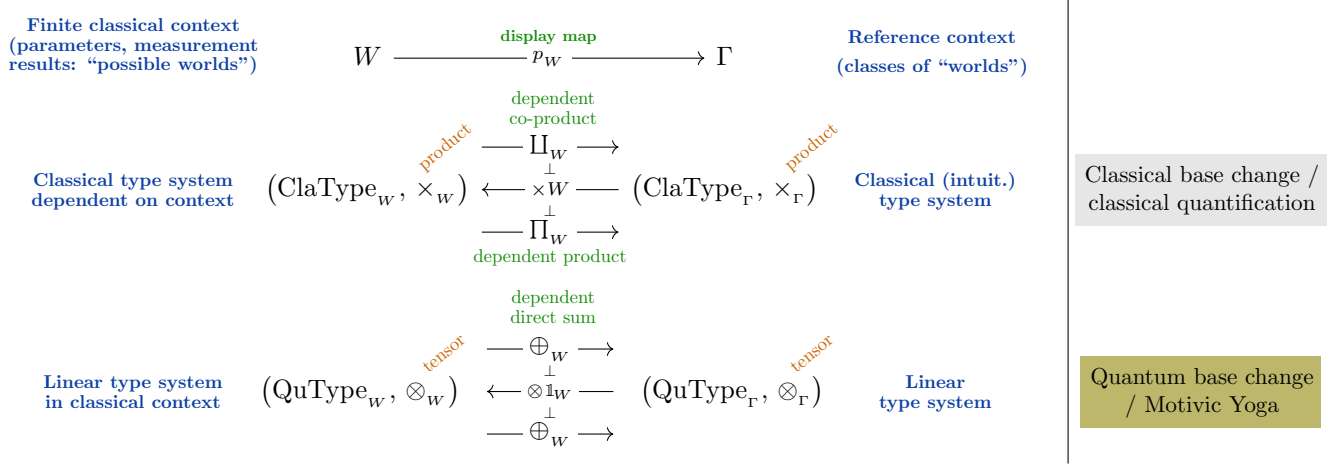 Finite classical context
(parameters, measurement
results: “possible worlds”)
W
display map
p_W
Γ
Reference context
(classes of “worlds”)
dependent
co-product
∐_W
⊥
Classical type system
dependent on context
(ClaType_W, ×_W)
product
×W
(ClaType_Γ, ×_Γ)
product
Classical (intuit.)
type system
⊥
∏_W
dependent product
Classical base change /
classical quantification
dependent
direct sum
⊕_W
⊥
Linear type system
in classical context
(QuType_W, ⊗_W)
tensor
⊗𝟙_W
(QuType_Γ, ⊗_Γ)
tensor
Linear
type system
⊥
⊕_W
Quantum base change
/ Motivic Yoga